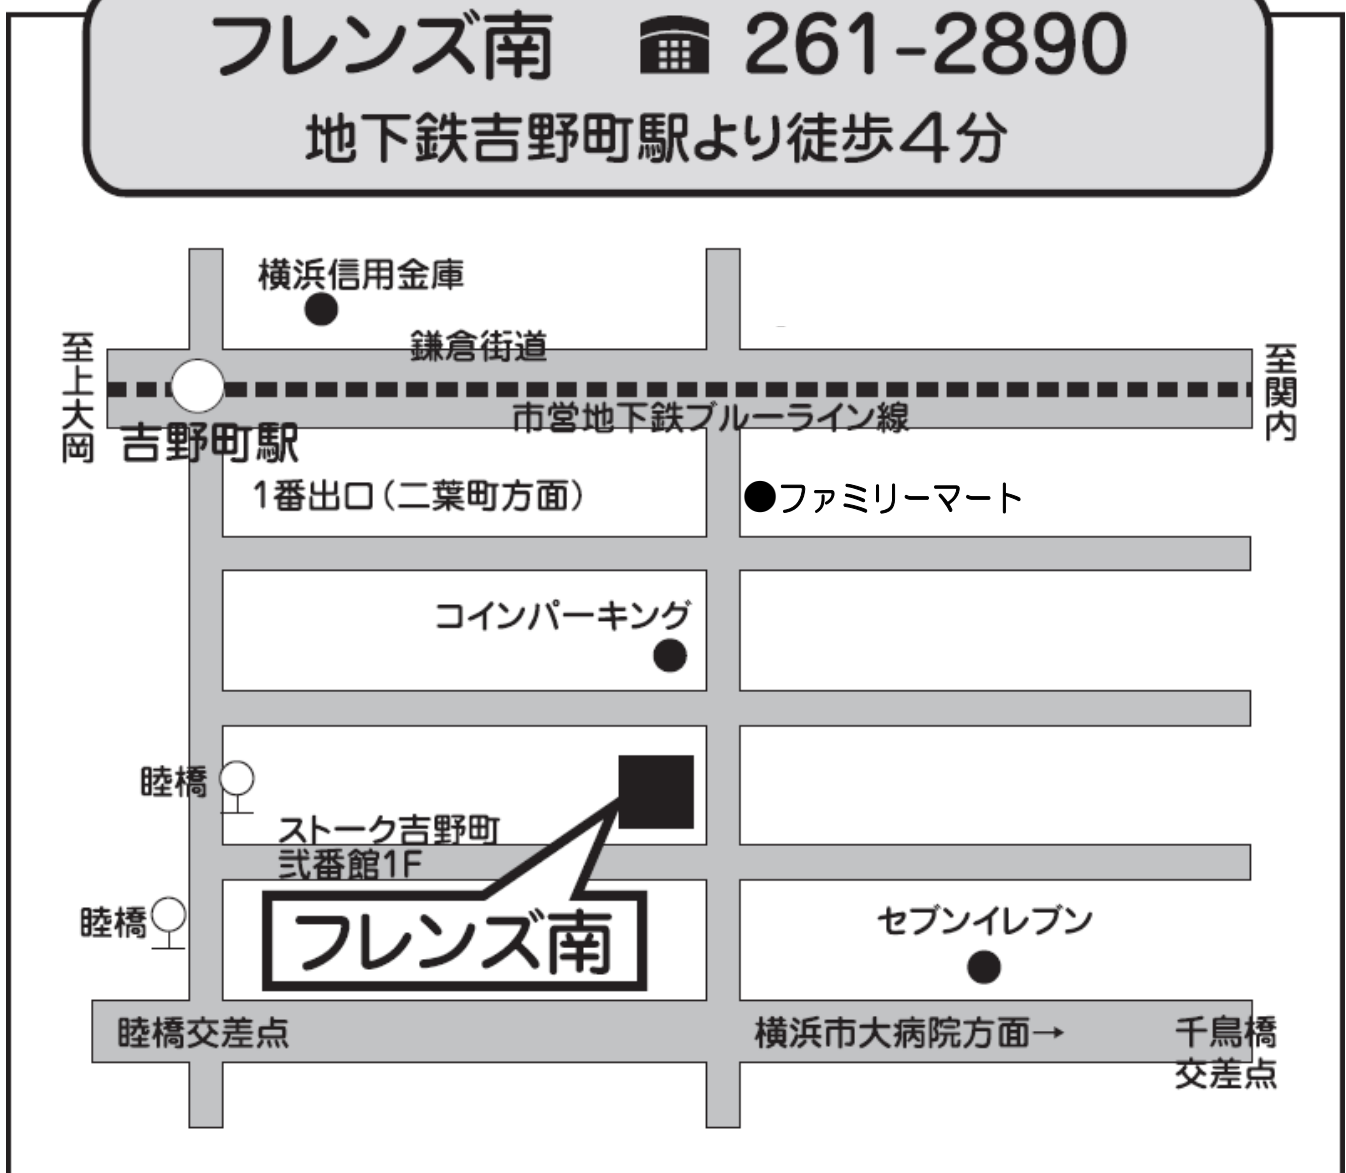 フレンズ南 ☎ 261-2890
地下鉄吉野町駅より徒歩4分
横浜信用金庫
鎌倉街道
至上大岡
至関内
市営地下鉄ブルーライン線
吉野町駅
1番出口(二葉町方面)
●ファミリーマート
コインパーキング
睦橋
ストーク吉野町
弐番館1F
睦橋
フレンズ南
セブンイレブン
睦橋交差点
横浜市大病院方面→
千鳥橋
交差点